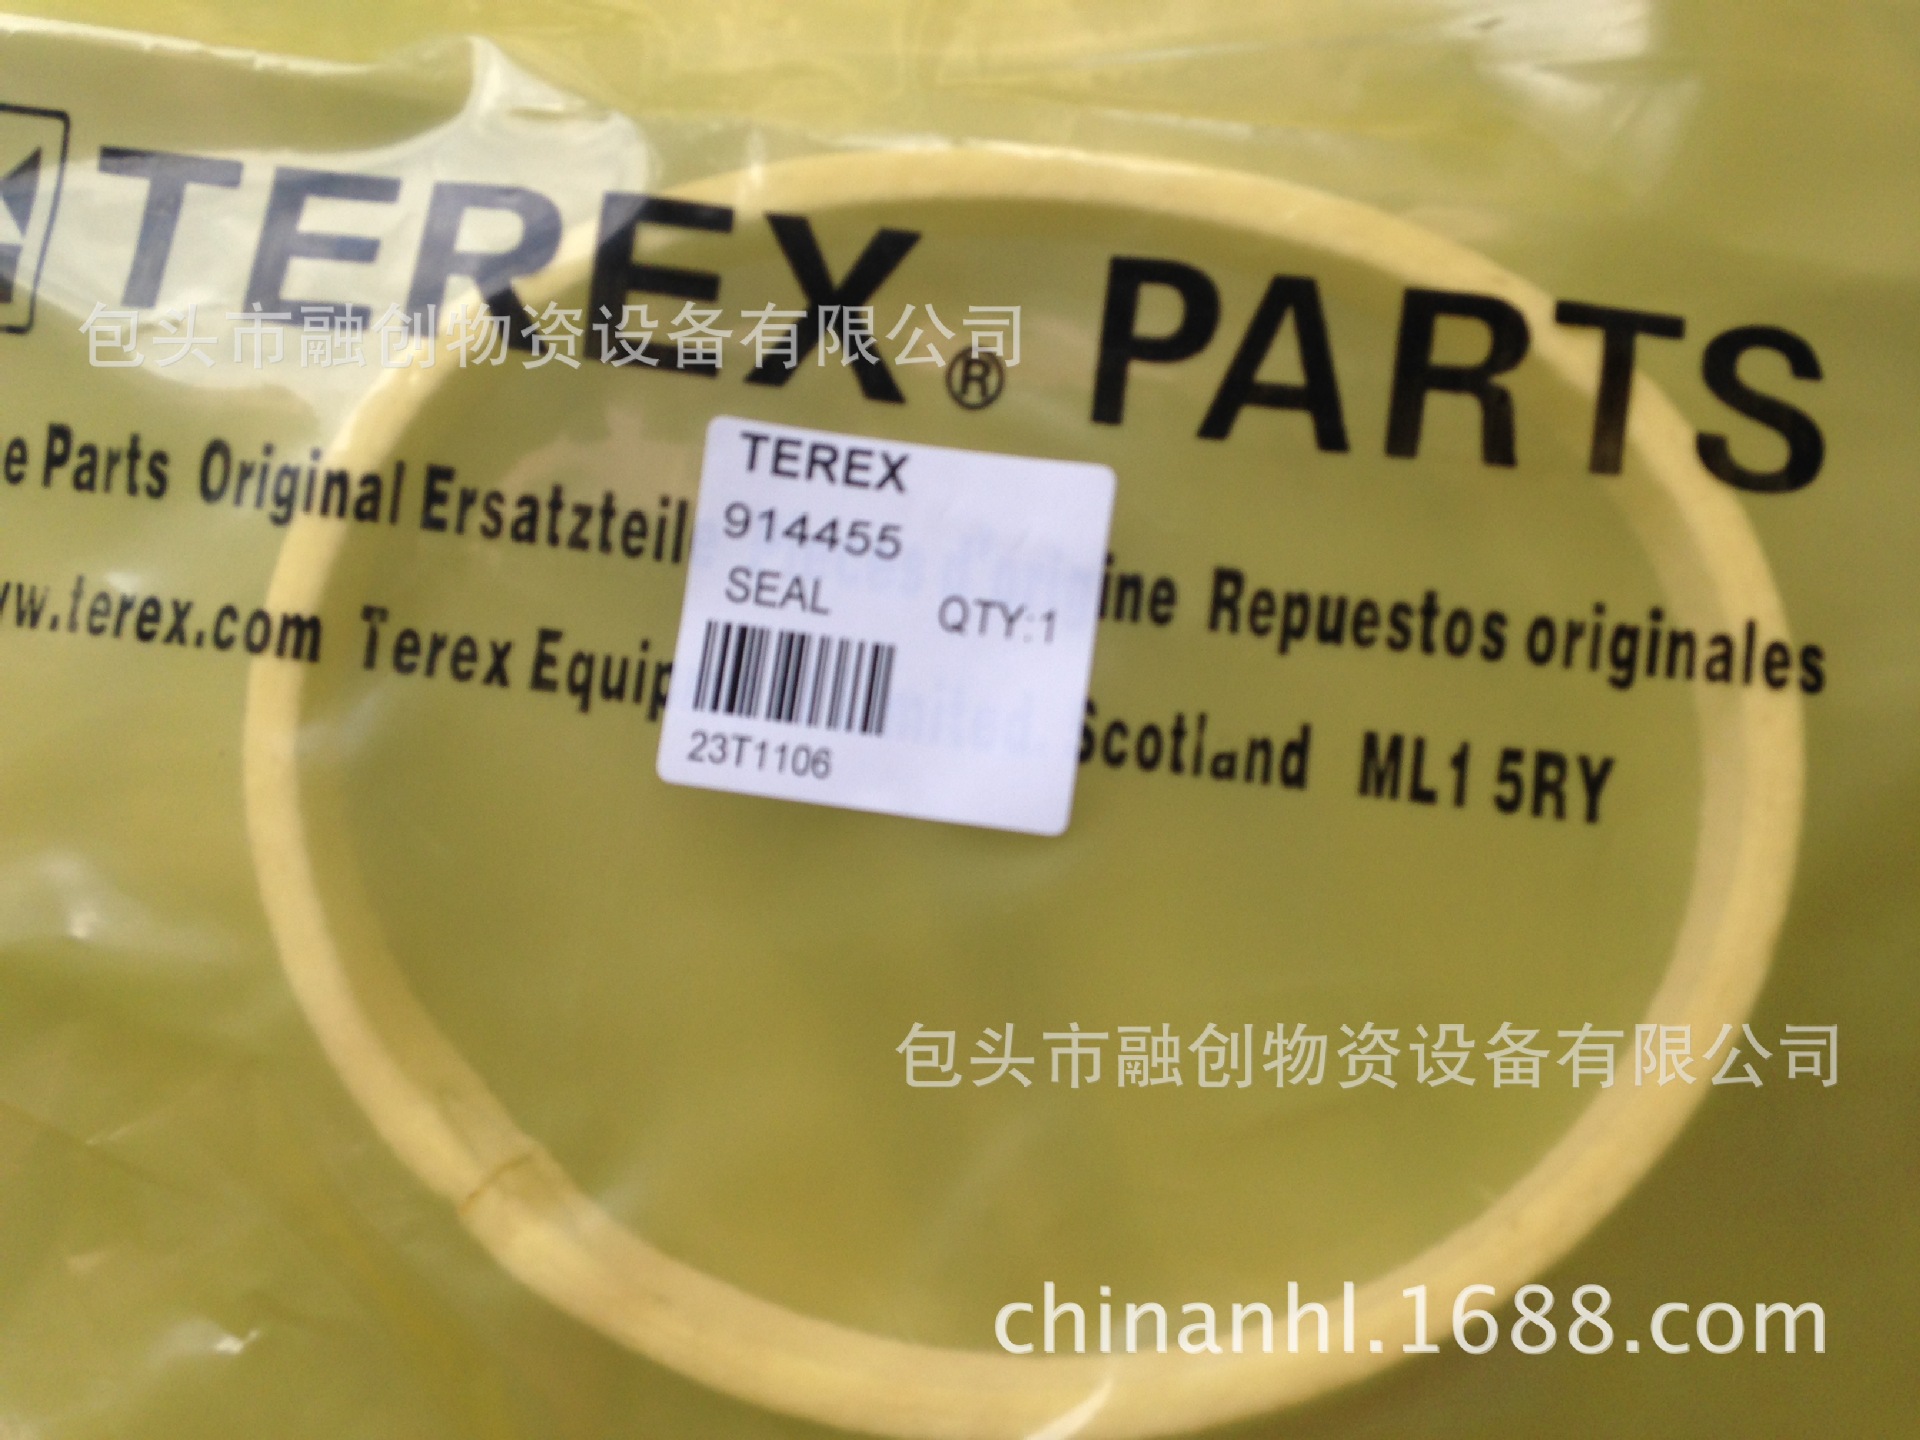 TEREX® PARTS
包头市融创物资设备有限公司
e Parts Original Ersatzteil ine Repuestos originales
TEREX
914455
SEAL
QTY:1
23T1106
w.terex.com Terex Equip Scotland ML1 5RY
包头市融创物资设备有限公司
chinanhl.1688.com